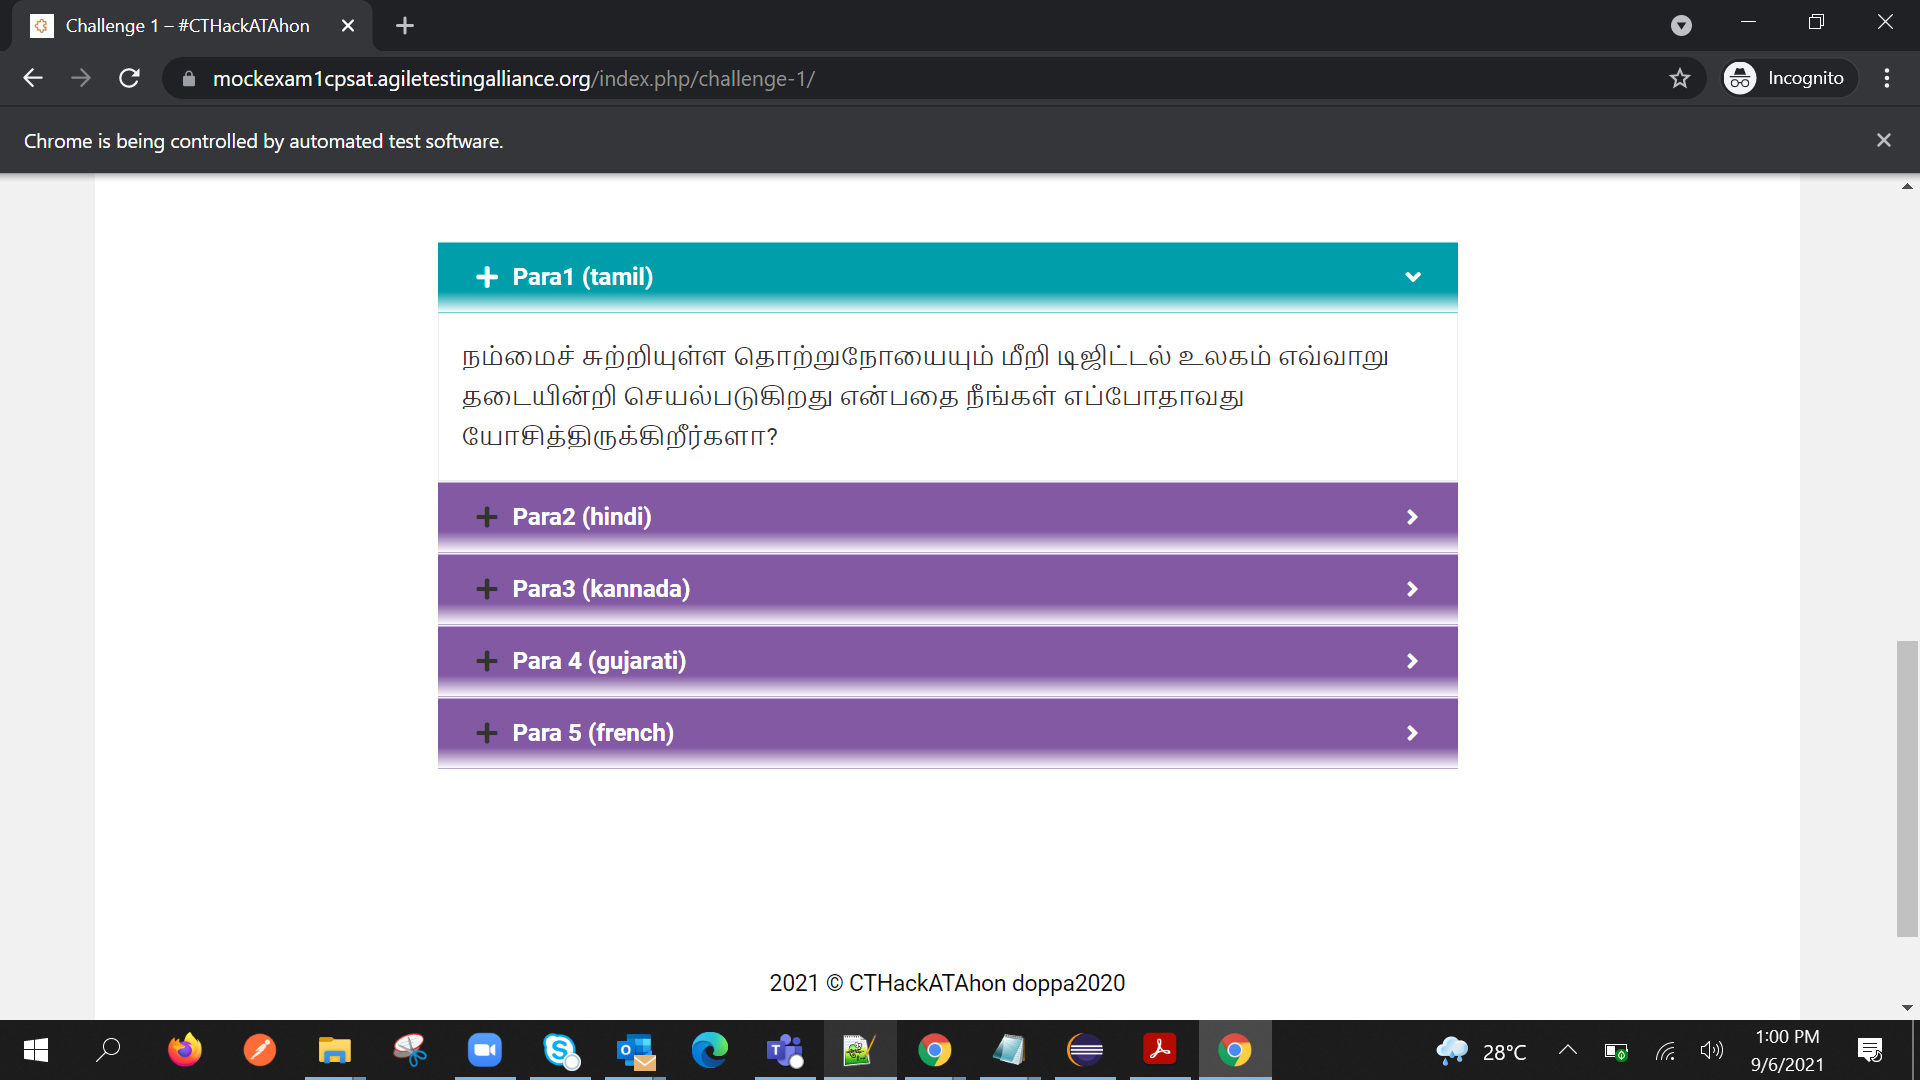 Challenge 1 – #CTHackATAhon
mockexam1cpsat.agiletestingalliance.org/index.php/challenge-1/
Incognito
Chrome is being controlled by automated test software.
Para1 (tamil)
நம்மைச் சுற்றியுள்ள தொற்றுநோயையும் மீறி டிஜிட்டல் உலகம் எவ்வாறு
தடையின்றி செயல்படுகிறது என்பதை நீங்கள் எப்போதாவது
யோசித்திருக்கிறீர்களா?
Para2 (hindi)
Para3 (kannada)
Para 4 (gujarati)
Para 5 (french)
2021 © CTHackATAhon doppa2020
28°C
1:00 PM
9/6/2021